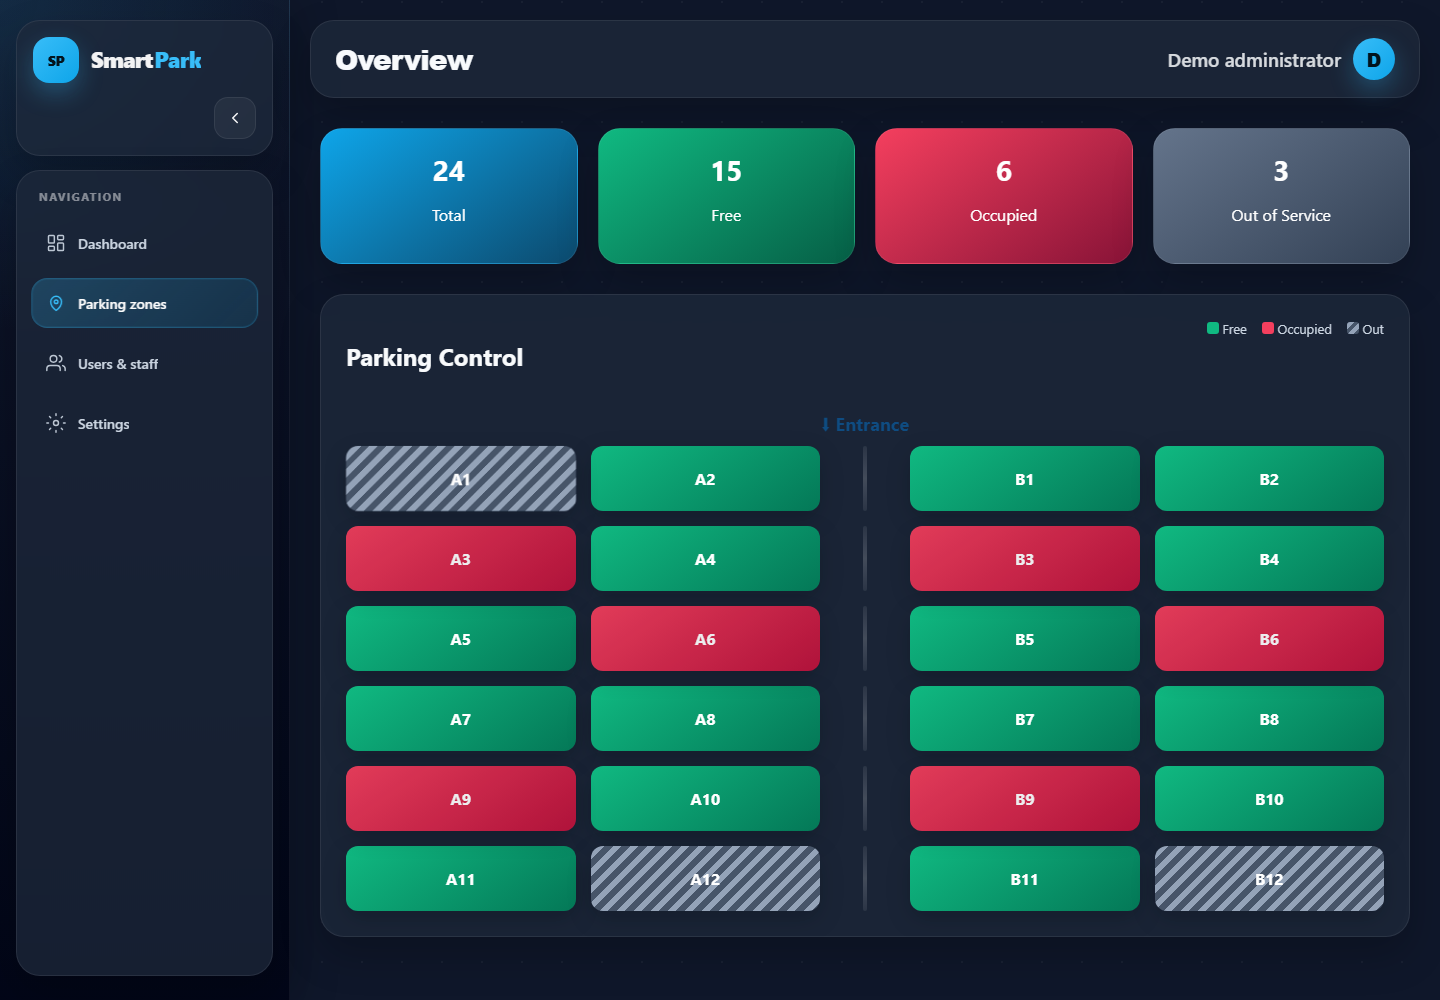 SP SmartPark
NAVIGATION
Dashboard
Parking zones
Users & staff
Settings
Overview
Demo administrator D
24
Total
15
Free
6
Occupied
3
Out of Service
Free Occupied Out
Parking Control
⬇ Entrance
A1 A2 B1 B2
A3 A4 B3 B4
A5 A6 B5 B6
A7 A8 B7 B8
A9 A10 B9 B10
A11 A12 B11 B12